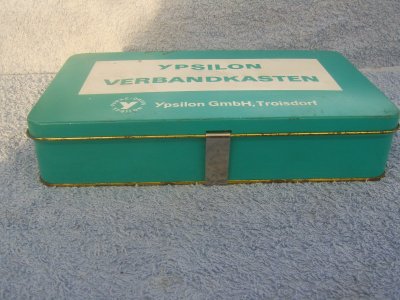 YPSILON
VERBANDKASTEN
Y
Ypsilon GmbH, Troisdorf